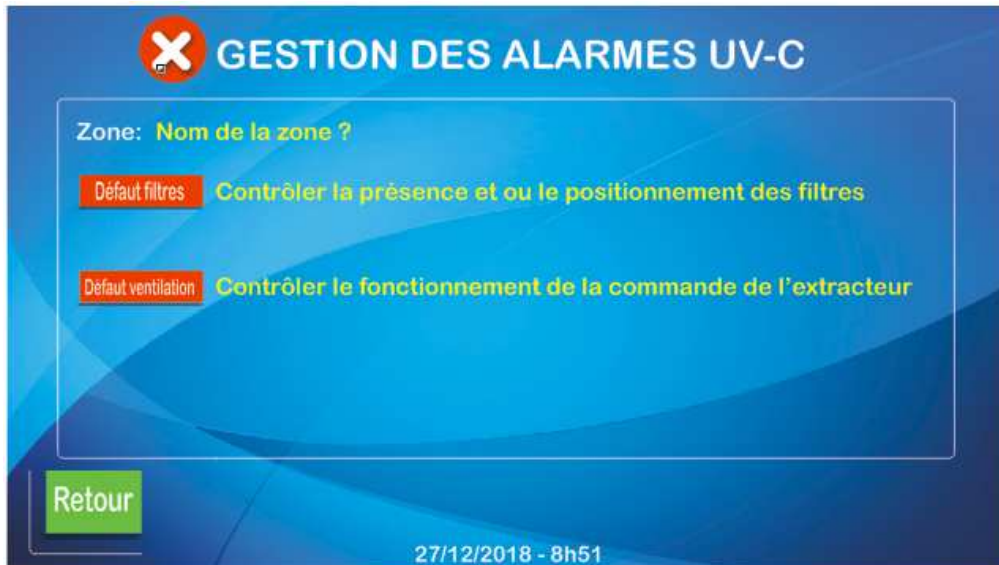 GESTION DES ALARMES UV-C
Zone: Nom de la zone ?
Défaut filtres Contrôler la présence et ou le positionnement des filtres
Défaut ventilation Contrôler le fonctionnement de la commande de l'extracteur
Retour
27/12/2018 - 8h51